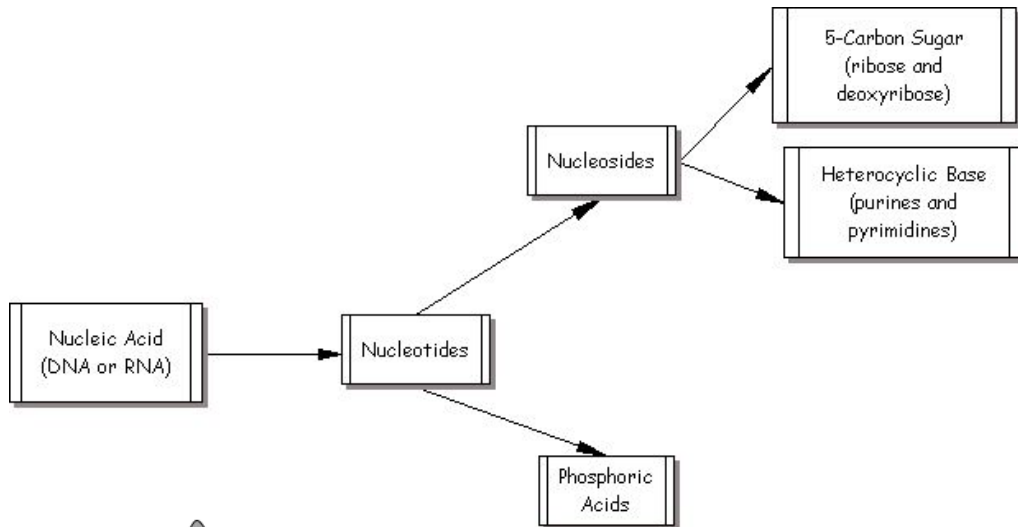 5-Carbon Sugar
(ribose and
deoxyribose)
Nucleosides
Heterocyclic Base
(purines and
pyrimidines)
Nucleic Acid
(DNA or RNA)
Nucleotides
Phosphoric
Acids